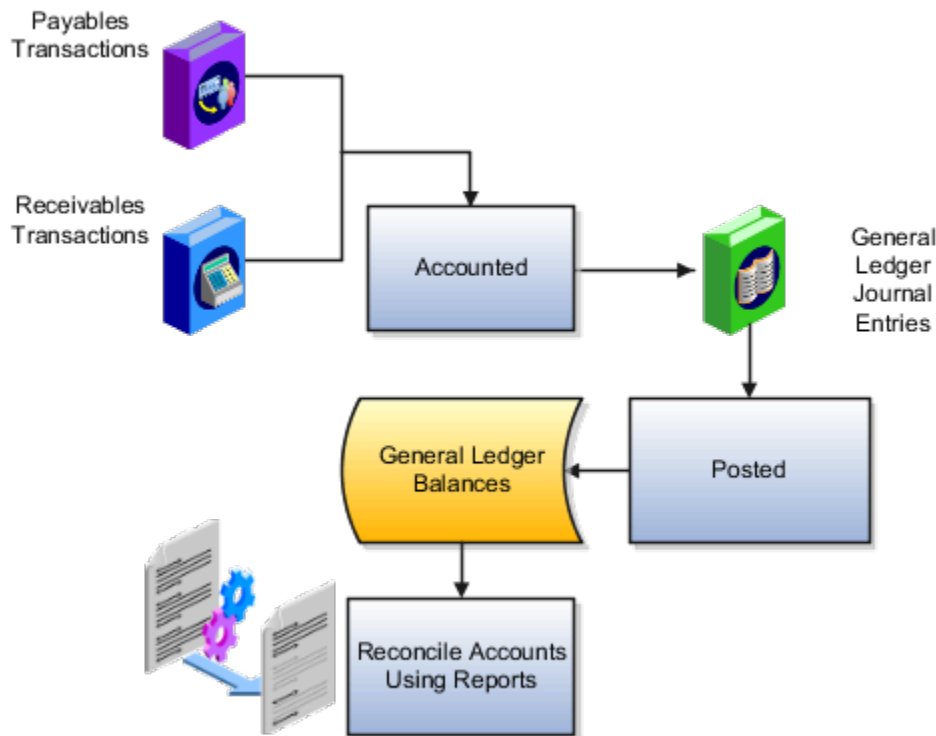 Payables
Transactions
Receivables
Transactions
Accounted
General
Ledger
Journal
Entries
General Ledger
Balances
Posted
Reconcile Accounts
Using Reports